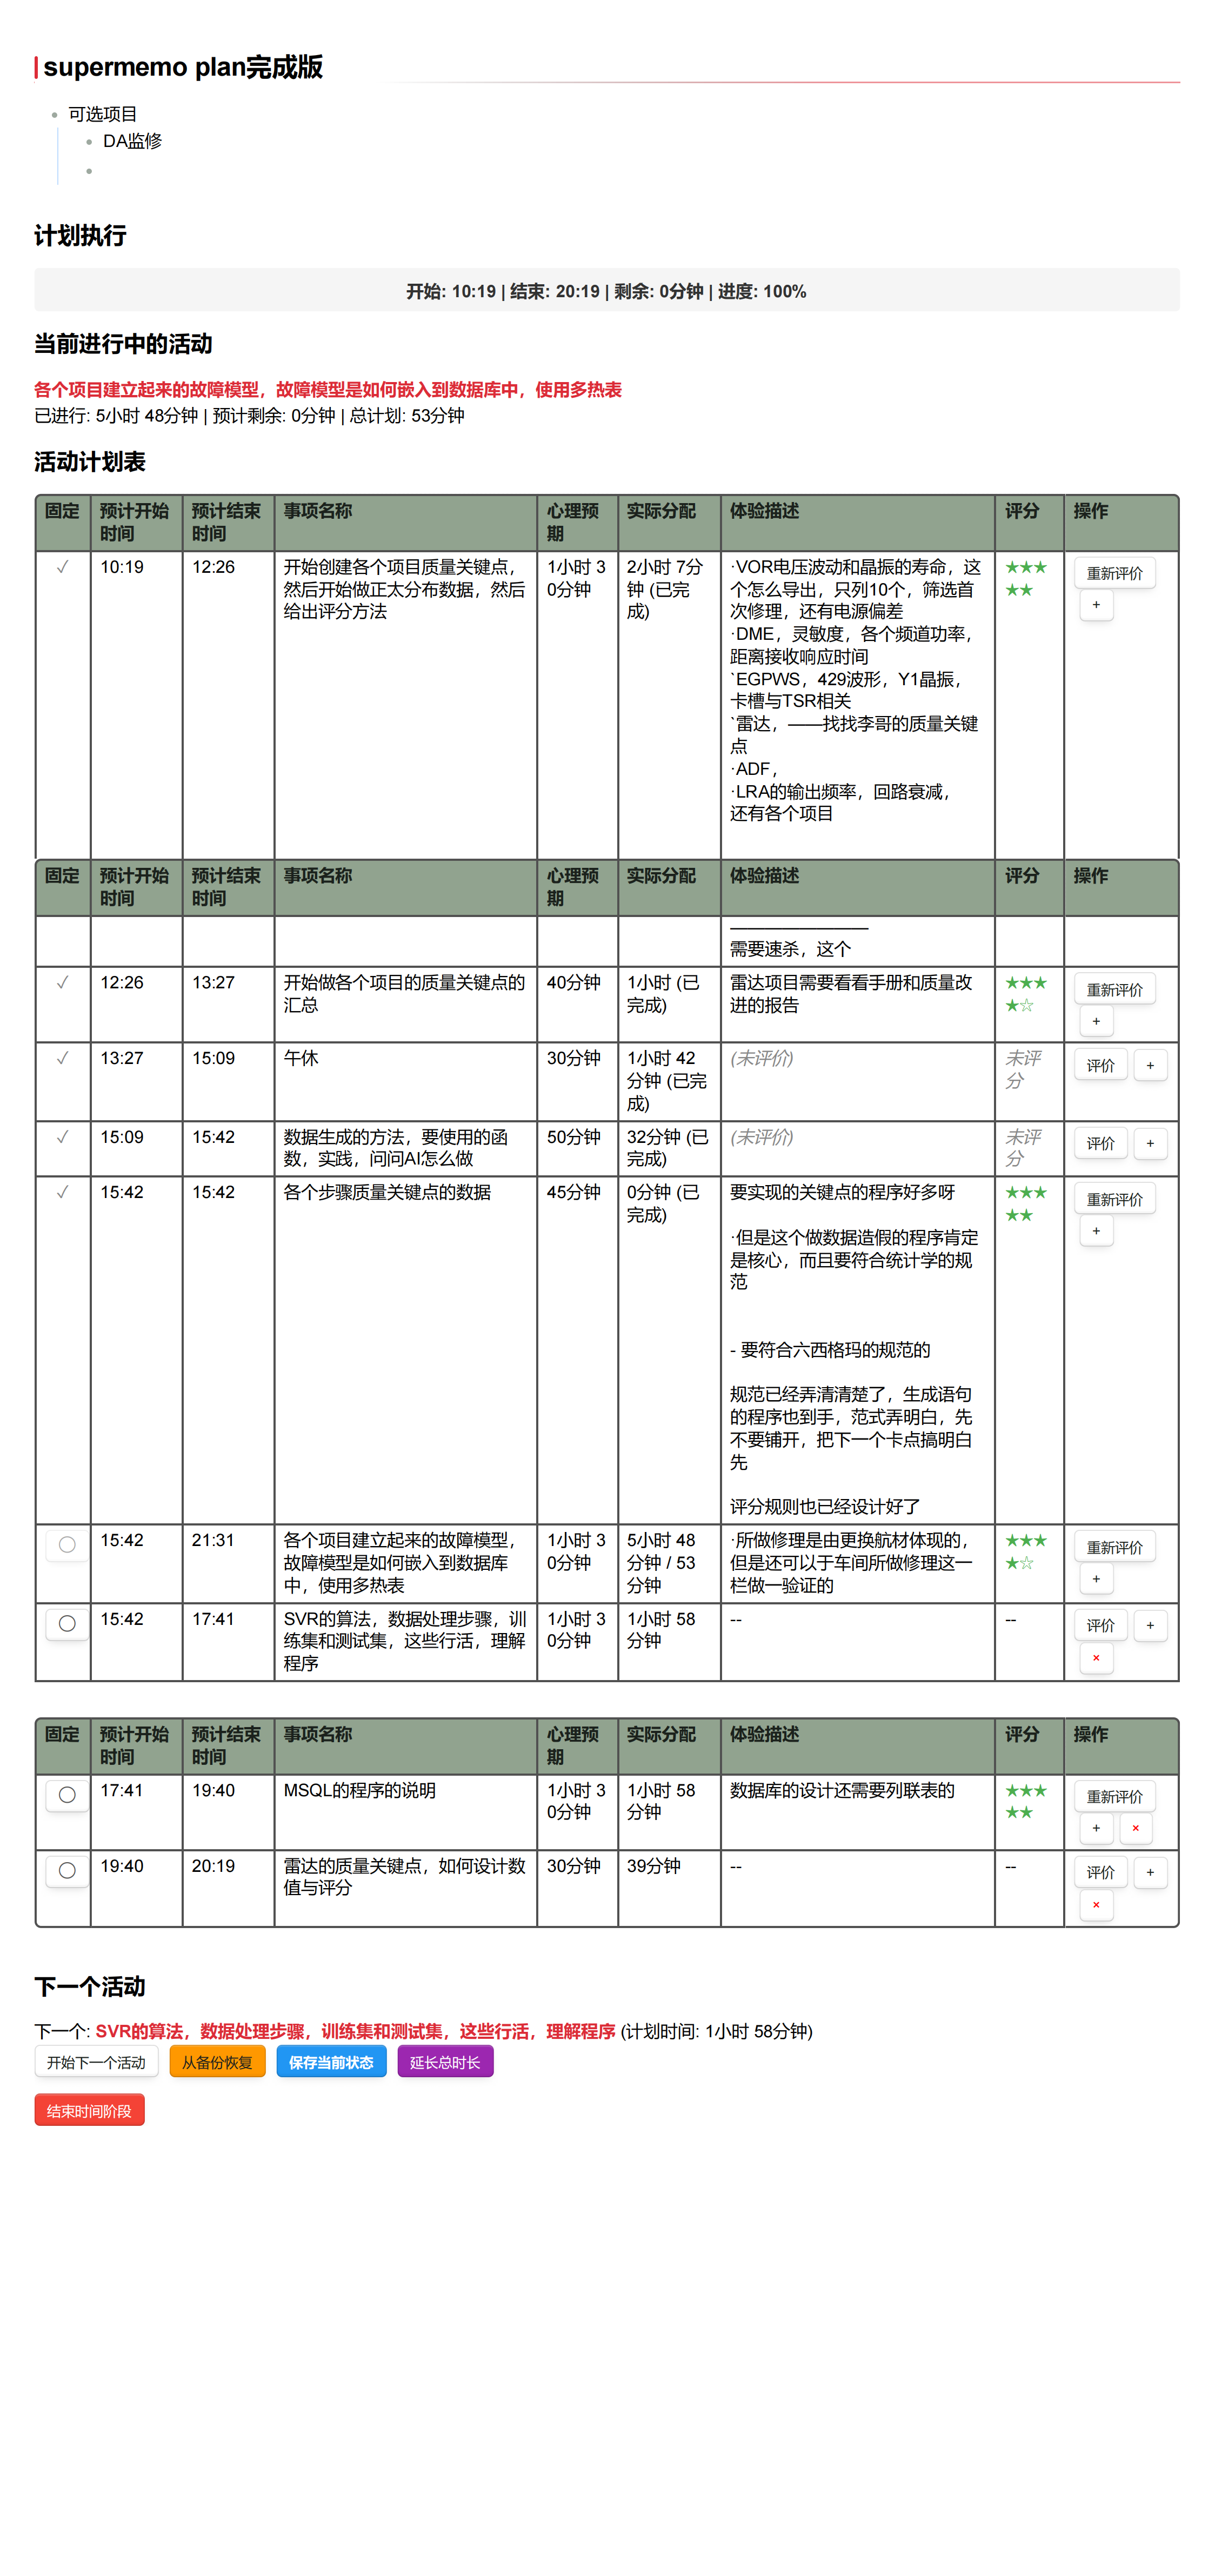 supermemo plan完成版
可选项目
DA监修
计划执行
开始: 10:19 | 结束: 20:19 | 剩余: 0分钟 | 进度: 100%
当前进行中的活动
各个项目建立起来的故障模型，故障模型是如何嵌入到数据库中，使用多热表
已进行: 5小时 48分钟 | 预计剩余: 0分钟 | 总计划: 53分钟
活动计划表
固定 预计开始 预计结束 事项名称 心理预 实际分配 体验描述 评分 操作
时间 时间 期
✓ 10:19 12:26 开始创建各个项目质量关键点， 1小时 3 2小时 7分 ·VOR电压波动和晶振的寿命，这 ★★★ 重新评价
然后开始做正太分布数据，然后 0分钟 钟 (已完 个怎么导出，只列10个，筛选首 ★★ +
给出评分方法 成) 次修理，还有电源偏差
·DME，灵敏度，各个频道功率，
距离接收响应时间
`EGPWS，429波形，Y1晶振，
卡槽与TSR相关
`雷达，——找找李哥的质量关键
点
·ADF，
·LRA的输出频率，回路衰减，
还有各个项目
固定 预计开始 预计结束 事项名称 心理预 实际分配 体验描述 评分 操作
时间 时间 期
————————
需要速杀，这个
✓ 12:26 13:27 开始做各个项目的质量关键点的 40分钟 1小时 (已 雷达项目需要看看手册和质量改 ★★★ 重新评价
汇总 完成) 进的报告 ★☆ +
✓ 13:27 15:09 午休 30分钟 1小时 42 (未评价) 未评 评价 +
分钟 (已完 分
成)
✓ 15:09 15:42 数据生成的方法，要使用的函 50分钟 32分钟 (已 (未评价) 未评 评价 +
数，实践，问问AI怎么做 完成) 分
✓ 15:42 15:42 各个步骤质量关键点的数据 45分钟 0分钟 (已 要实现的关键点的程序好多呀 ★★★ 重新评价
完成) ★★ +
·但是这个做数据造假的程序肯定
是核心，而且要符合统计学的规
范
- 要符合六西格玛的规范的
规范已经弄清清楚了，生成语句
的程序也到手，范式弄明白，先
不要铺开，把下一个卡点搞明白
先
评分规则也已经设计好了
○ 15:42 21:31 各个项目建立起来的故障模型， 1小时 3 5小时 48 ·所做修理是由更换航材体现的， ★★★ 重新评价
故障模型是如何嵌入到数据库 0分钟 分钟 / 53 但是还可以于车间所做修理这一 ★☆ +
中，使用多热表 分钟 栏做一验证的
○ 15:42 17:41 SVR的算法，数据处理步骤，训 1小时 3 1小时 58 -- -- 评价 +
练集和测试集，这些行活，理解 0分钟 分钟 ×
程序
固定 预计开始 预计结束 事项名称 心理预 实际分配 体验描述 评分 操作
时间 时间 期
○ 17:41 19:40 MSQL的程序的说明 1小时 3 1小时 58 数据库的设计还需要列联表的 ★★★ 重新评价
0分钟 分钟 ★★ + ×
○ 19:40 20:19 雷达的质量关键点，如何设计数 30分钟 39分钟 -- -- 评价 +
值与评分 ×
下一个活动
下一个: SVR的算法，数据处理步骤，训练集和测试集，这些行活，理解程序 (计划时间: 1小时 58分钟)
开始下一个活动 从备份恢复 保存当前状态 延长总时长
结束时间阶段